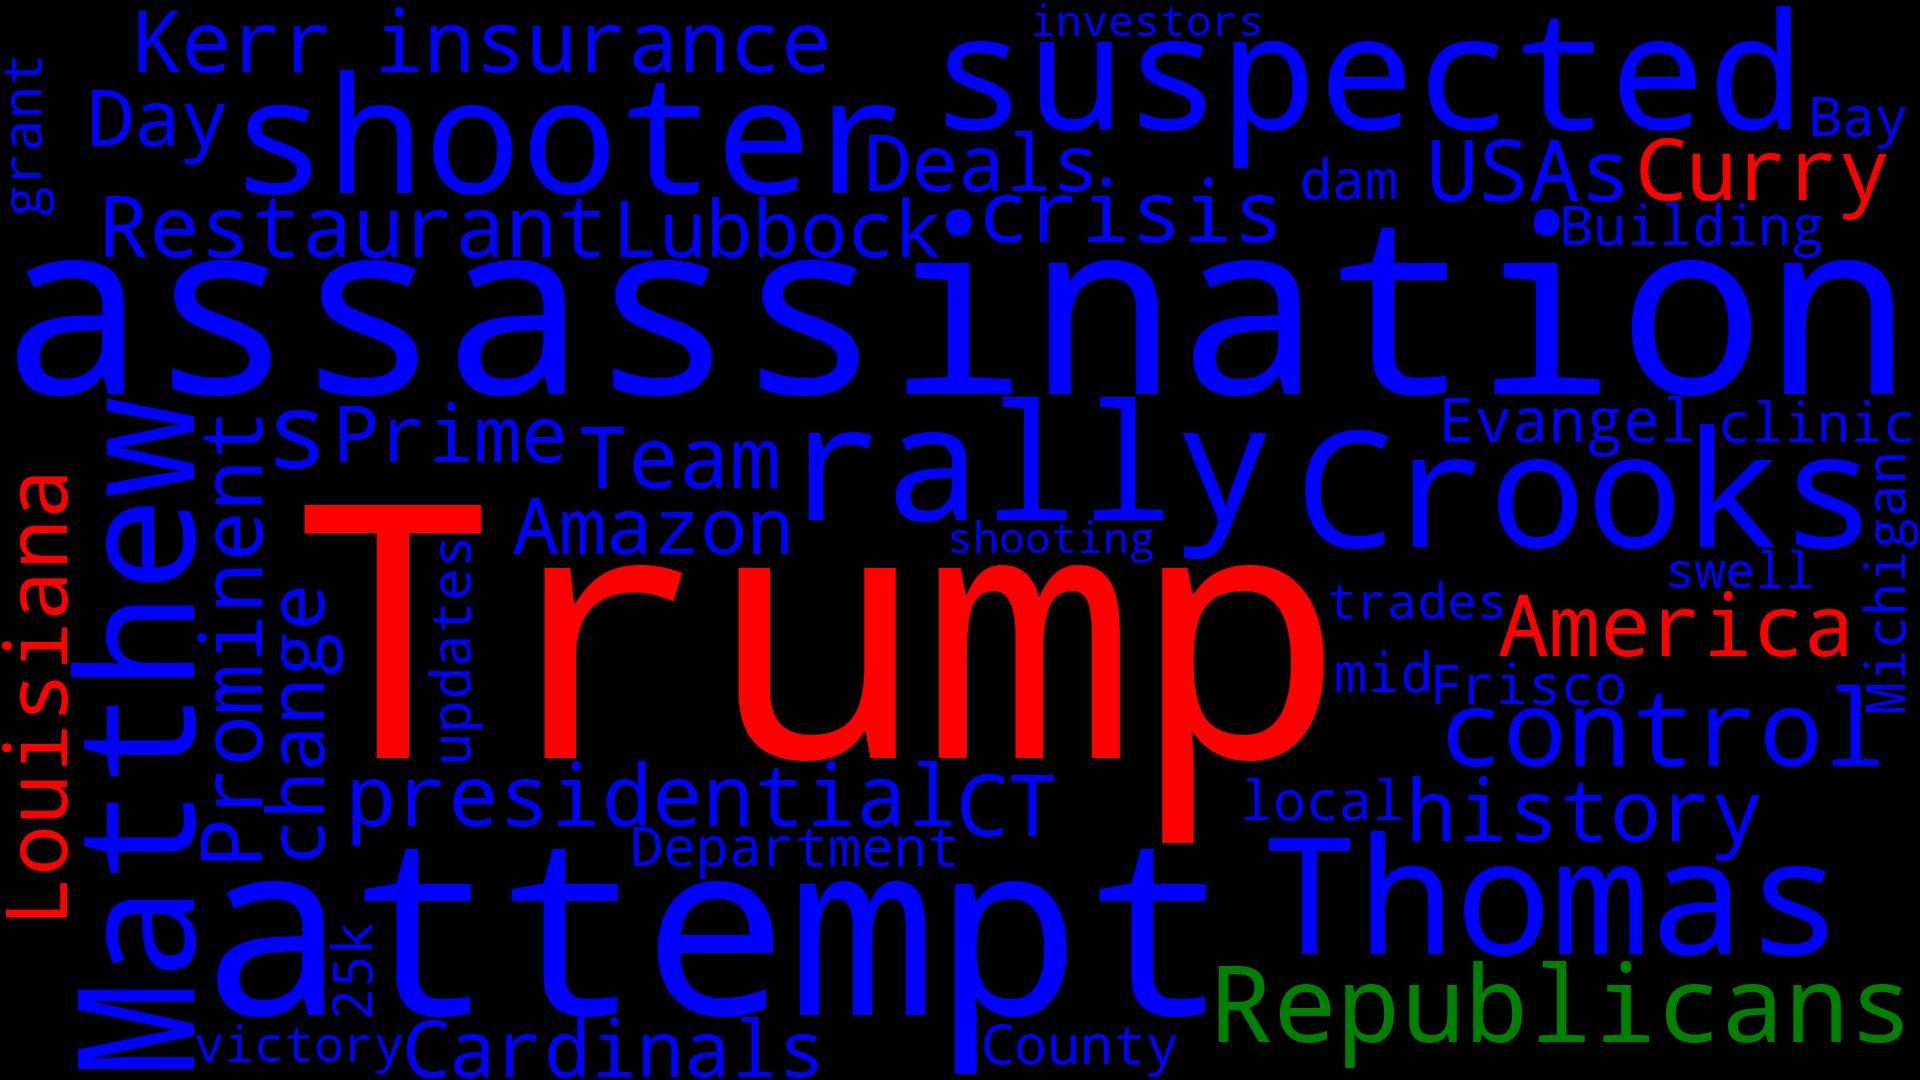 investors
Kerr insurance
suspected
grant
Day
shooter
Deals
Bay
dam
USAs
Curry
Restaurant
Lubbock
crisis
Building
assassination
Matthew
Prominent
s
Prime
Team
rally
Evangel
clinic
Crooks
Michigan
Louisiana
Amazon
shooting
Trump
updates
change
swell
trades
America
mid
Frisco
control
presidential
CT
local
history
Department
attempt
Thomas
25k
Republicans
victory
Cardinals
County